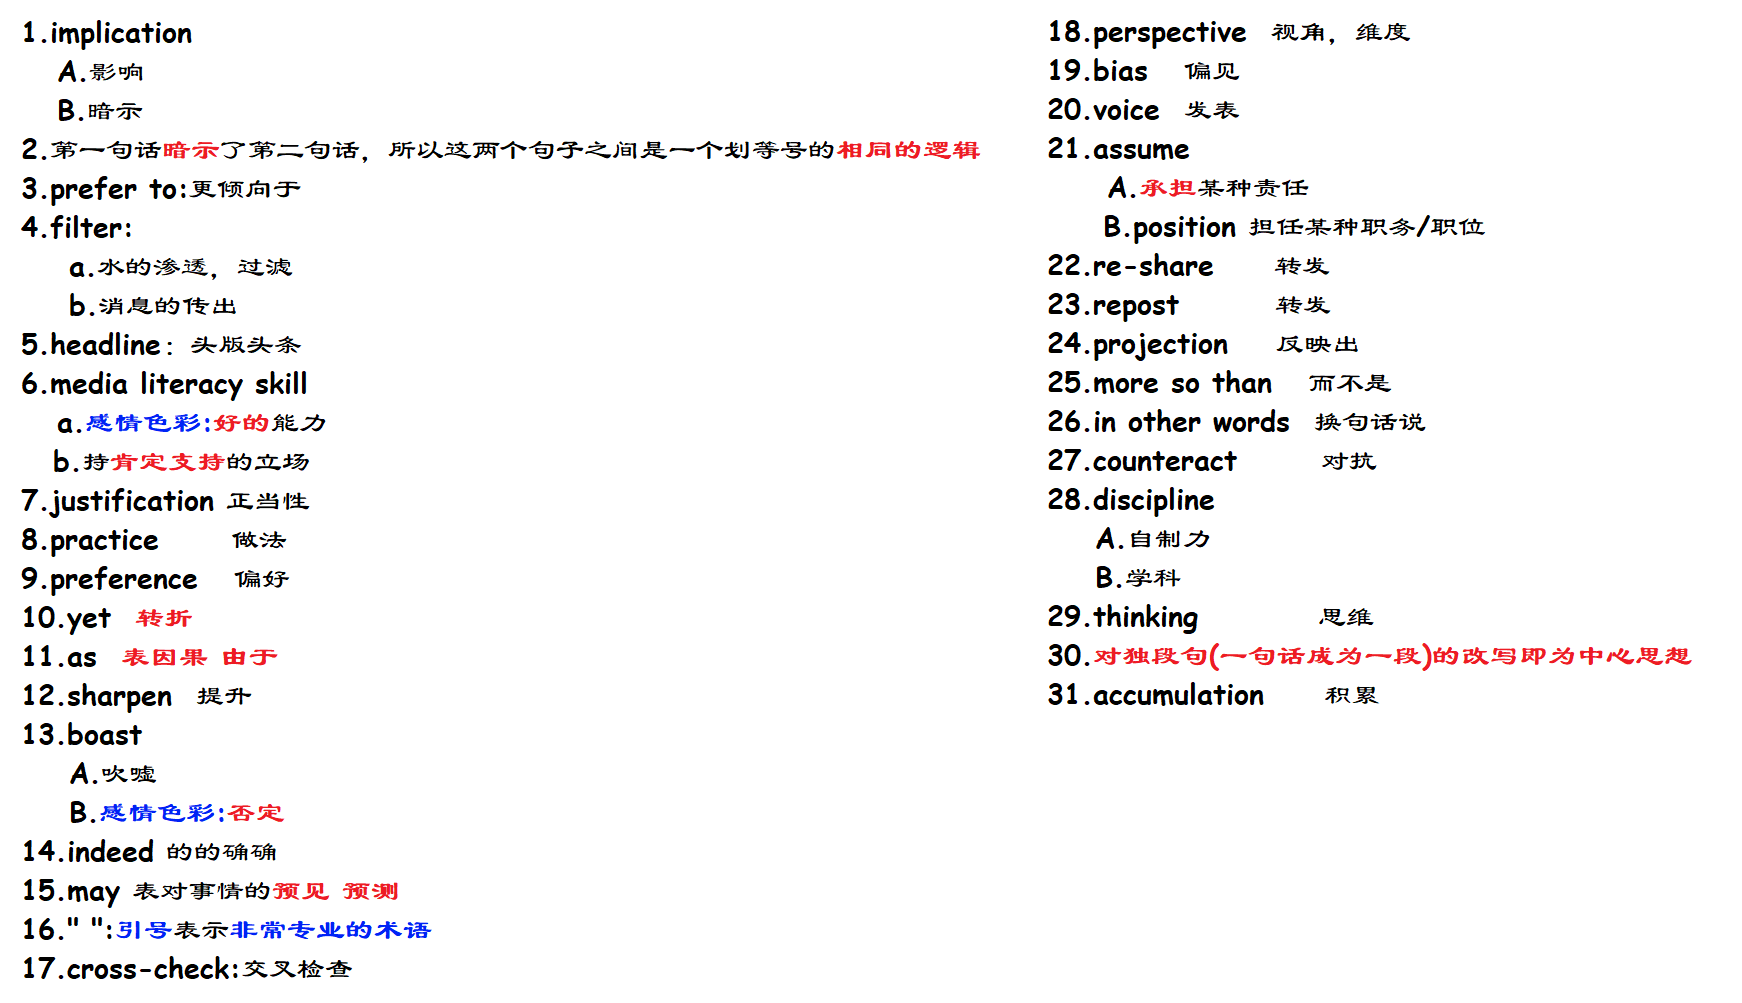 1.implication
A.影响
B.暗示
2.第一句话暗示了第二句话，所以这两个句子之间是一个划等号的相同的逻辑
3.prefer to:更倾向于
4.filter:
a.水的渗透，过滤
b.消息的传出
5.headline：头版头条
6.media literacy skill
a.感情色彩:好的能力
b.持肯定支持的立场
7.justification 正当性
8.practice 做法
9.preference 偏好
10.yet 转折
11.as 表因果 由于
12.sharpen 提升
13.boast
A.吹嘘
B.感情色彩:否定
14.indeed 的的确确
15.may 表对事情的预见 预测
16." ":引号表示非常专业的术语
17.cross-check:交叉检查
18.perspective 视角，维度
19.bias 偏见
20.voice 发表
21.assume
A.承担某种责任
B.position 担任某种职务/职位
22.re-share 转发
23.repost 转发
24.projection 反映出
25.more so than 而不是
26.in other words 换句话说
27.counteract 对抗
28.discipline
A.自制力
B.学科
29.thinking 思维
30.对独段句(一句话成为一段)的改写即为中心思想
31.accumulation 积累